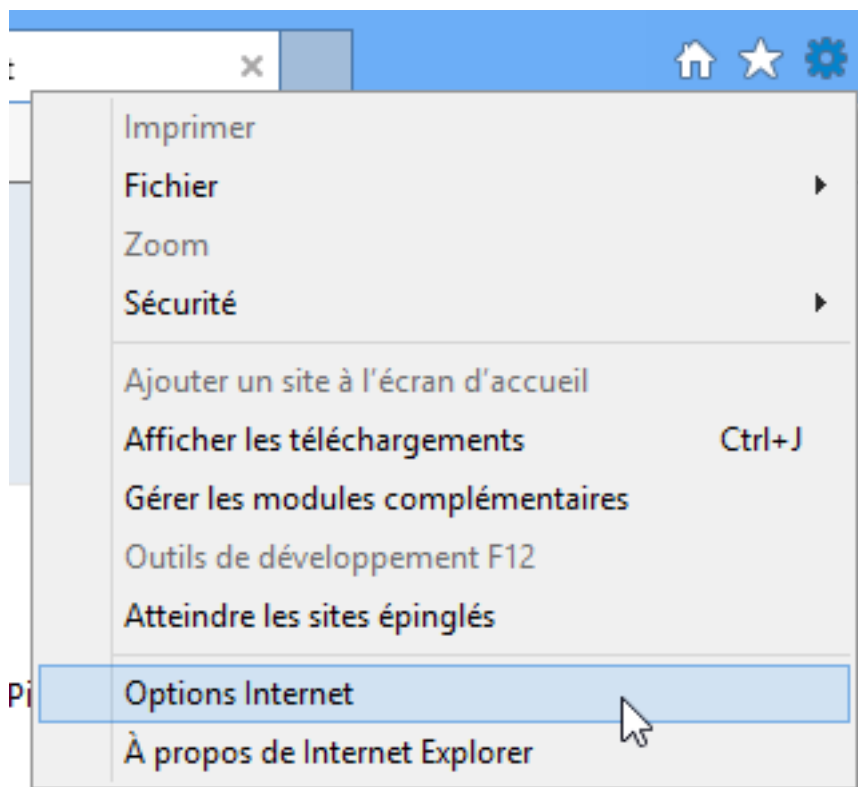 t
Imprimer
Fichier
Zoom
Sécurité
Ajouter un site à l'écran d'accueil
Afficher les téléchargements Ctrl+J
Gérer les modules complémentaires
Outils de développement F12
Atteindre les sites épinglés
Pi
Options Internet
À propos de Internet Explorer